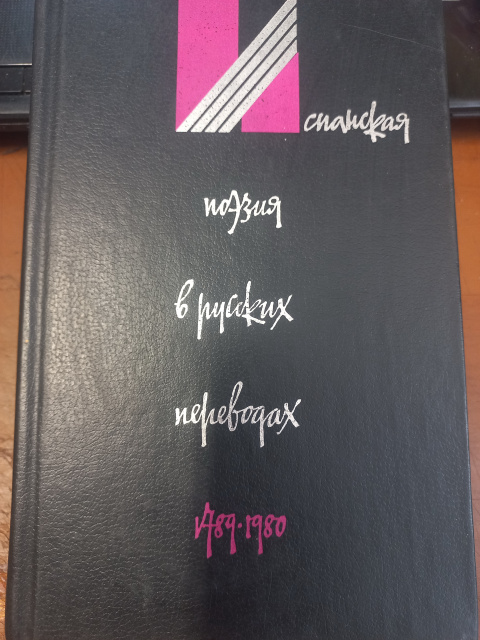 Испанская
поэзия
в русских
переводах
1789·1980